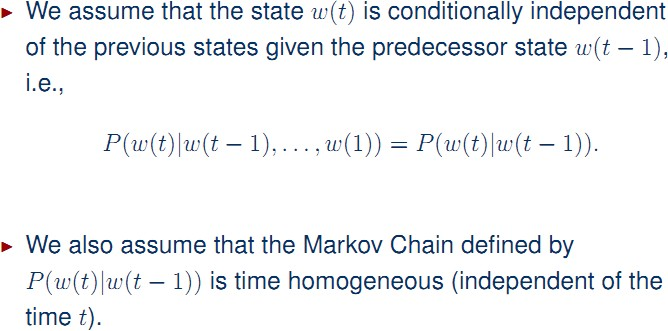 ▶ We assume that the state w(t) is conditionally independent
of the previous states given the predecessor state w(t − 1),
i.e.,
P(w(t)|w(t − 1), . . . , w(1)) = P(w(t)|w(t − 1)).
▶ We also assume that the Markov Chain defined by
P(w(t)|w(t − 1)) is time homogeneous (independent of the
time t).